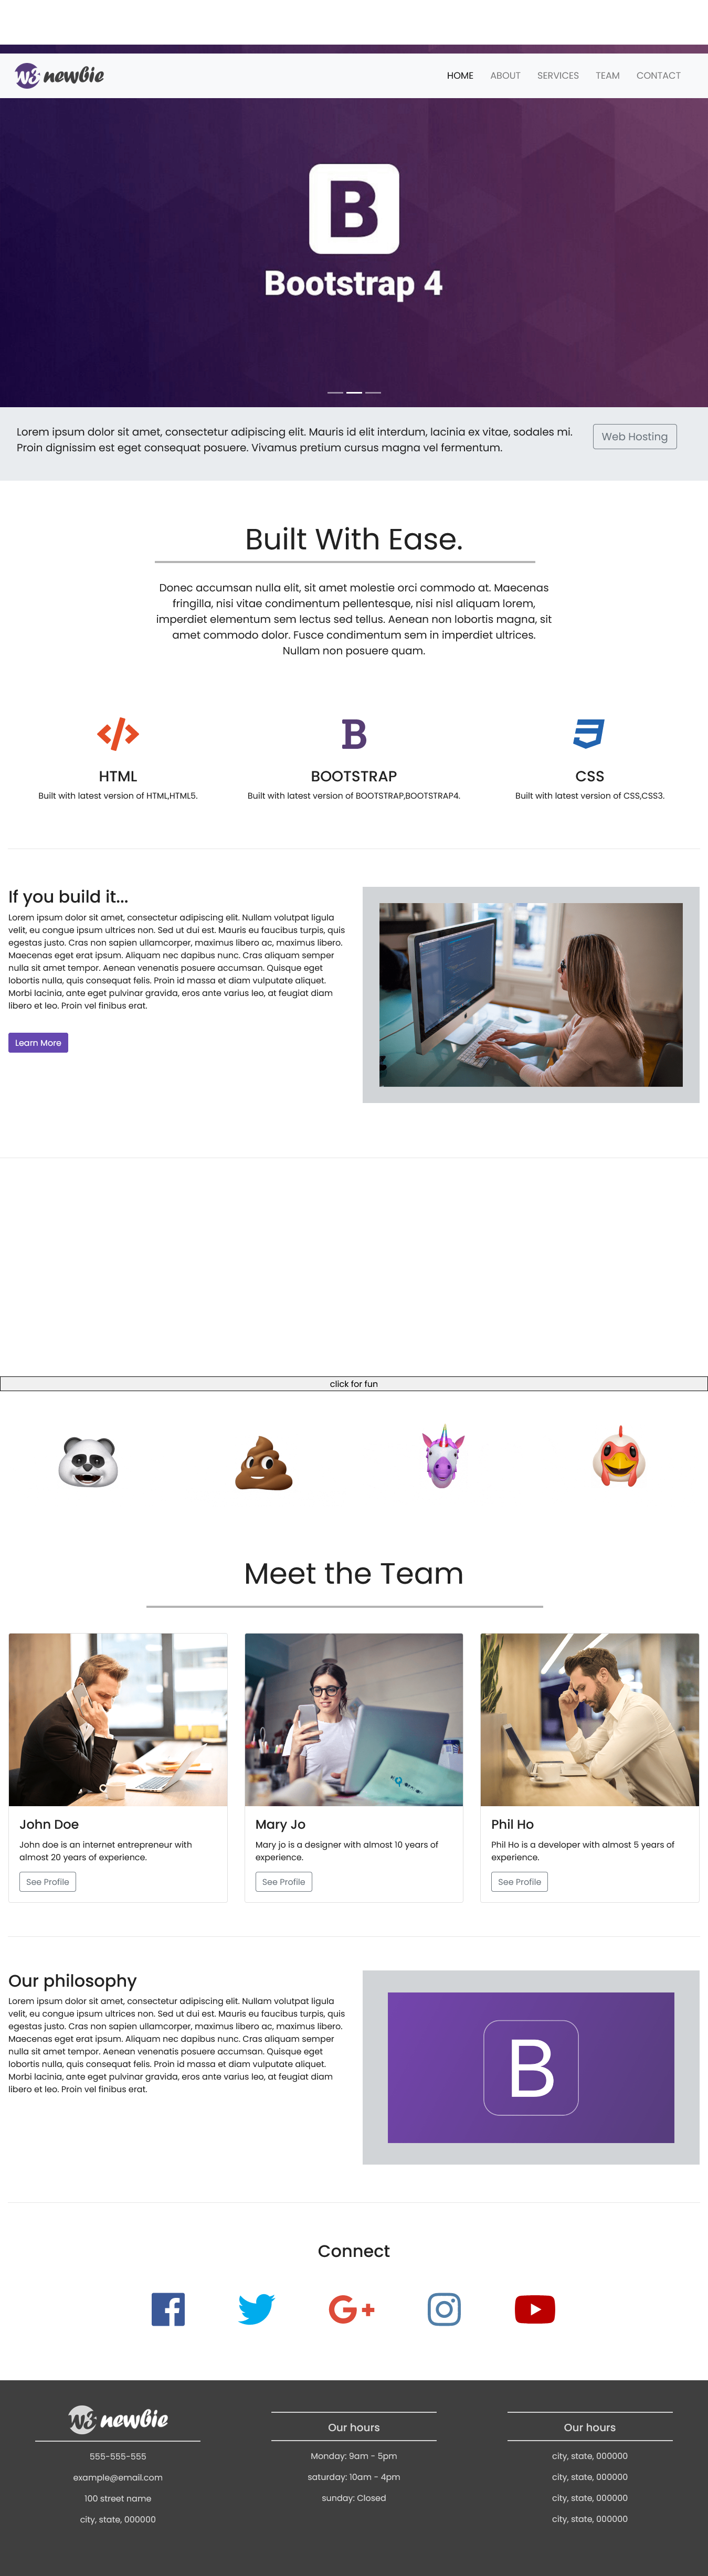 W3 newbie
HOME ABOUT SERVICES TEAM CONTACT
B
Bootstrap 4
Lorem ipsum dolor sit amet, consectetur adipiscing elit. Mauris id elit interdum, lacinia ex vitae, sodales mi.
Proin dignissim est eget consequat posuere. Vivamus pretium cursus magna vel fermentum.
Web Hosting
Built With Ease.
Donec accumsan nulla elit, sit amet molestie orci commodo at. Maecenas
fringilla, nisi vitae condimentum pellentesque, nisi nisl aliquam lorem,
imperdiet elementum sem lectus sed tellus. Aenean non lobortis magna, sit
amet commodo dolor. Fusce condimentum sem in imperdiet ultrices.
Nullam non posuere quam.
B
HTML
Built with latest version of HTML,HTML5.
BOOTSTRAP
Built with latest version of BOOTSTRAP,BOOTSTRAP4.
CSS
Built with latest version of CSS,CSS3.
If you build it...
Lorem ipsum dolor sit amet, consectetur adipiscing elit. Nullam volutpat ligula
velit, eu congue ipsum ultrices non. Sed ut dui est. Mauris eu faucibus turpis, quis
egestas justo. Cras non sapien ullamcorper, maximus libero ac, maximus libero.
Maecenas eget erat ipsum. Aliquam nec dapibus nunc. Cras aliquam semper
nulla sit amet tempor. Aenean venenatis posuere accumsan. Quisque eget
lobortis nulla, quis consequat felis. Proin id massa et diam vulputate aliquet.
Morbi lacinia, ante eget pulvinar gravida, eros ante varius leo, at feugiat diam
libero et leo. Proin vel finibus erat.
Learn More
click for fun
Meet the Team
John Doe
John doe is an internet entrepreneur with
almost 20 years of experience.
See Profile
Mary Jo
Mary jo is a designer with almost 10 years of
experience.
See Profile
Phil Ho
Phil Ho is a developer with almost 5 years of
experience.
See Profile
Our philosophy
Lorem ipsum dolor sit amet, consectetur adipiscing elit. Nullam volutpat ligula
velit, eu congue ipsum ultrices non. Sed ut dui est. Mauris eu faucibus turpis, quis
egestas justo. Cras non sapien ullamcorper, maximus libero ac, maximus libero.
Maecenas eget erat ipsum. Aliquam nec dapibus nunc. Cras aliquam semper
nulla sit amet tempor. Aenean venenatis posuere accumsan. Quisque eget
lobortis nulla, quis consequat felis. Proin id massa et diam vulputate aliquet.
Morbi lacinia, ante eget pulvinar gravida, eros ante varius leo, at feugiat diam
libero et leo. Proin vel finibus erat.
B
Connect
G+
W3 newbie
555-555-555
example@email.com
100 street name
city, state, 000000
Our hours
Monday: 9am - 5pm
saturday: 10am - 4pm
sunday: Closed
Our hours
city, state, 000000
city, state, 000000
city, state, 000000
city, state, 000000